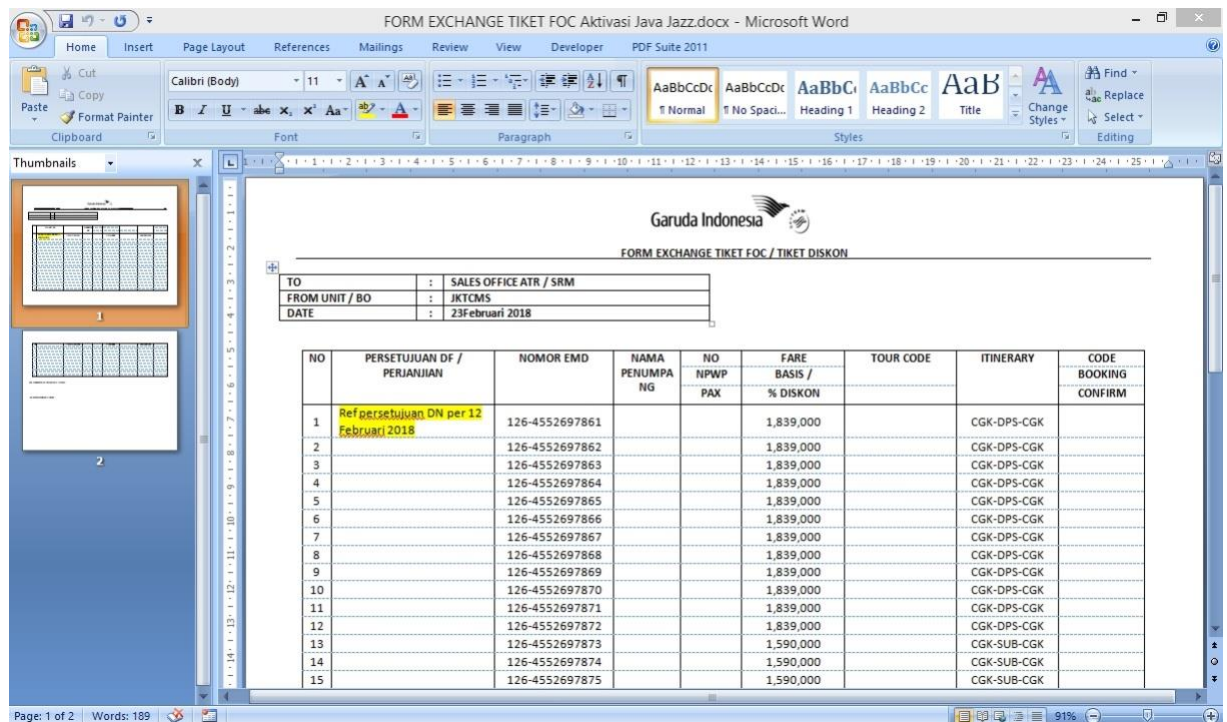 FORM EXCHANGE TIKET FOC Aktivasi Java Jazz.docx - Microsoft Word
Home Insert Page Layout References Mailings Review View Developer PDF Suite 2011
Paste
Cut
Copy
Format Painter
Clipboard
Calibri (Body) 11
Font
Paragraph
AaBbCcDc AaBbCcDc AaBbC AaBbCc AaB
¶ Normal ¶ No Spaci... Heading 1 Heading 2 Title
Change Styles
Styles
Find
Replace
Select
Editing
Thumbnails
1
2
Garuda Indonesia
FORM EXCHANGE TIKET FOC / TIKET DISKON
TO : SALES OFFICE ATR / SRM
FROM UNIT / BO : JKTCMS
DATE : 23Februari 2018
NO PERSETUJUAN DF / PERJANJIAN NOMOR EMD NAMA PENUMPANG NO NPWP PAX FARE BASIS / % DISKON TOUR CODE ITINERARY CODE BOOKING CONFIRM
1 Ref persetujuan DN per 12 Februari 2018 126-4552697861 1,839,000 CGK-DPS-CGK
2 126-4552697862 1,839,000 CGK-DPS-CGK
3 126-4552697863 1,839,000 CGK-DPS-CGK
4 126-4552697864 1,839,000 CGK-DPS-CGK
5 126-4552697865 1,839,000 CGK-DPS-CGK
6 126-4552697866 1,839,000 CGK-DPS-CGK
7 126-4552697867 1,839,000 CGK-DPS-CGK
8 126-4552697868 1,839,000 CGK-DPS-CGK
9 126-4552697869 1,839,000 CGK-DPS-CGK
10 126-4552697870 1,839,000 CGK-DPS-CGK
11 126-4552697871 1,839,000 CGK-DPS-CGK
12 126-4552697872 1,839,000 CGK-DPS-CGK
13 126-4552697873 1,590,000 CGK-SUB-CGK
14 126-4552697874 1,590,000 CGK-SUB-CGK
15 126-4552697875 1,590,000 CGK-SUB-CGK
Page: 1 of 2 Words: 189 91%